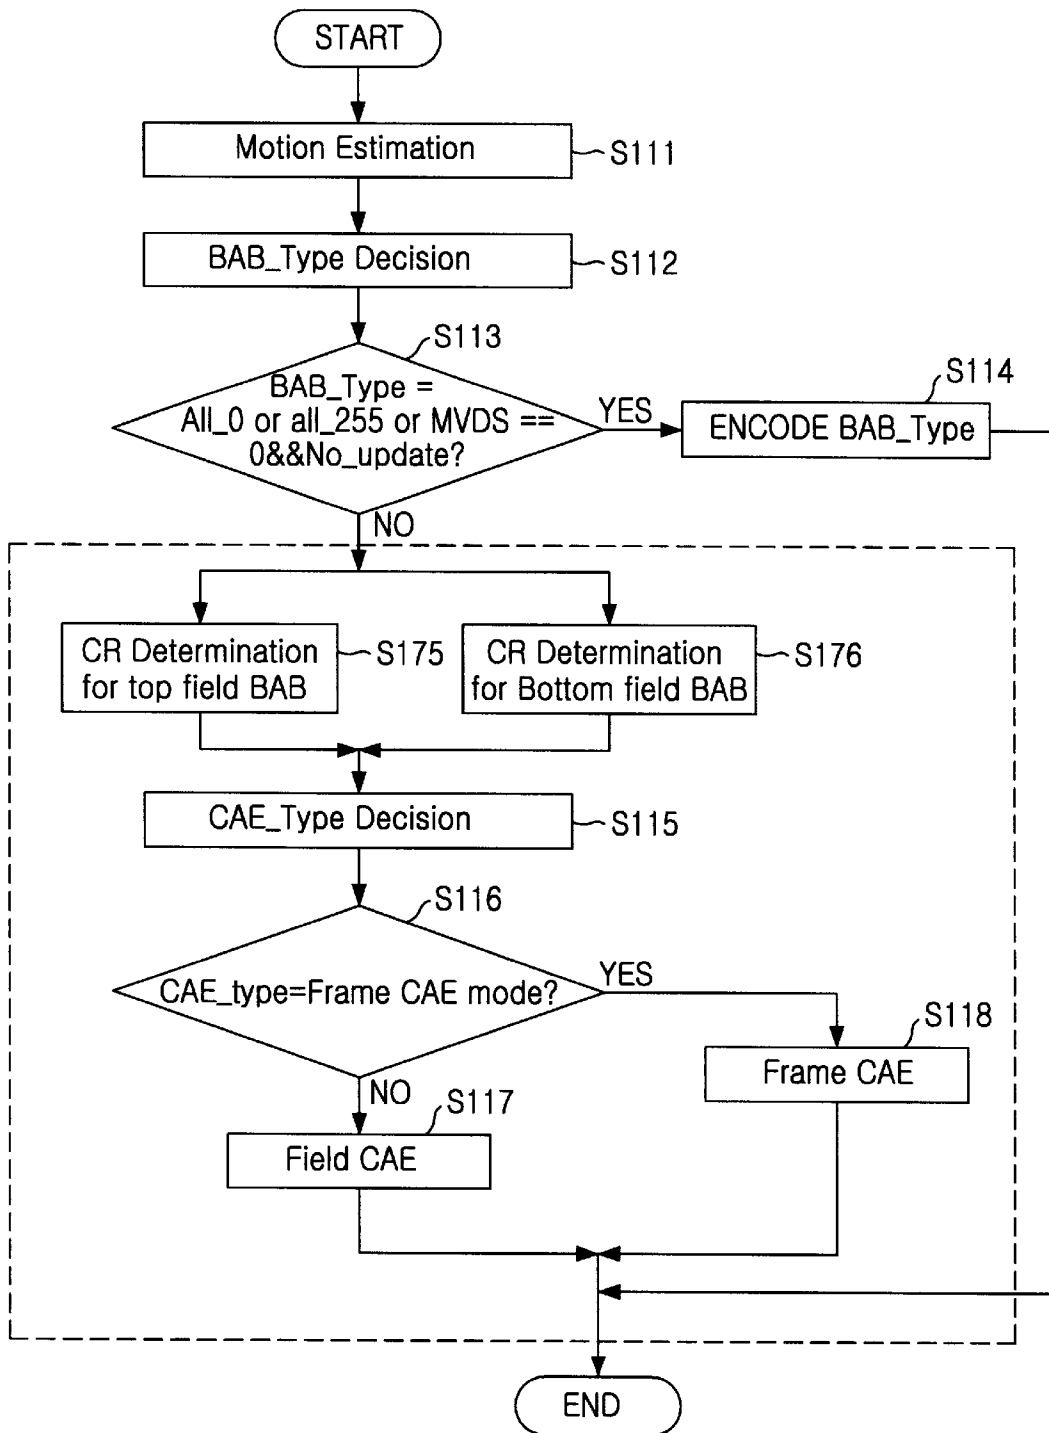 START
Motion Estimation
S111
BAB_Type Decision
S112
S113
BAB_Type =
All_0 or all_255 or MVDS ==
0&&No_update?
YES
S114
ENCODE BAB_Type
NO
CR Determination
for top field BAB
S175
CR Determination
for Bottom field BAB
S176
CAE_Type Decision
S115
S116
CAE_type=Frame CAE mode?
YES
S118
Frame CAE
NO
S117
Field CAE
END